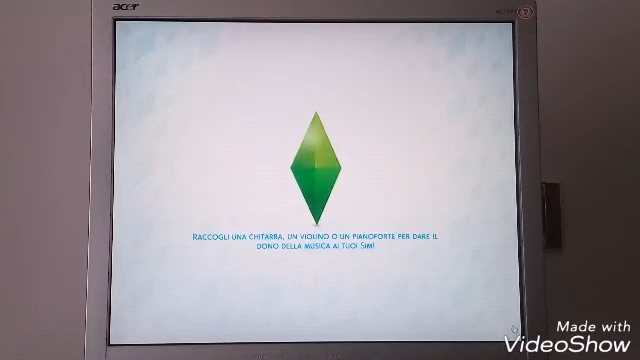 acer
RACCOGLI UNA CHITARRA, UN VIOLINO O UN PIANOFORTE PER DARE IL
DONO DELLA MUSICA AI TUOI SIM!
Made with
VideoShow